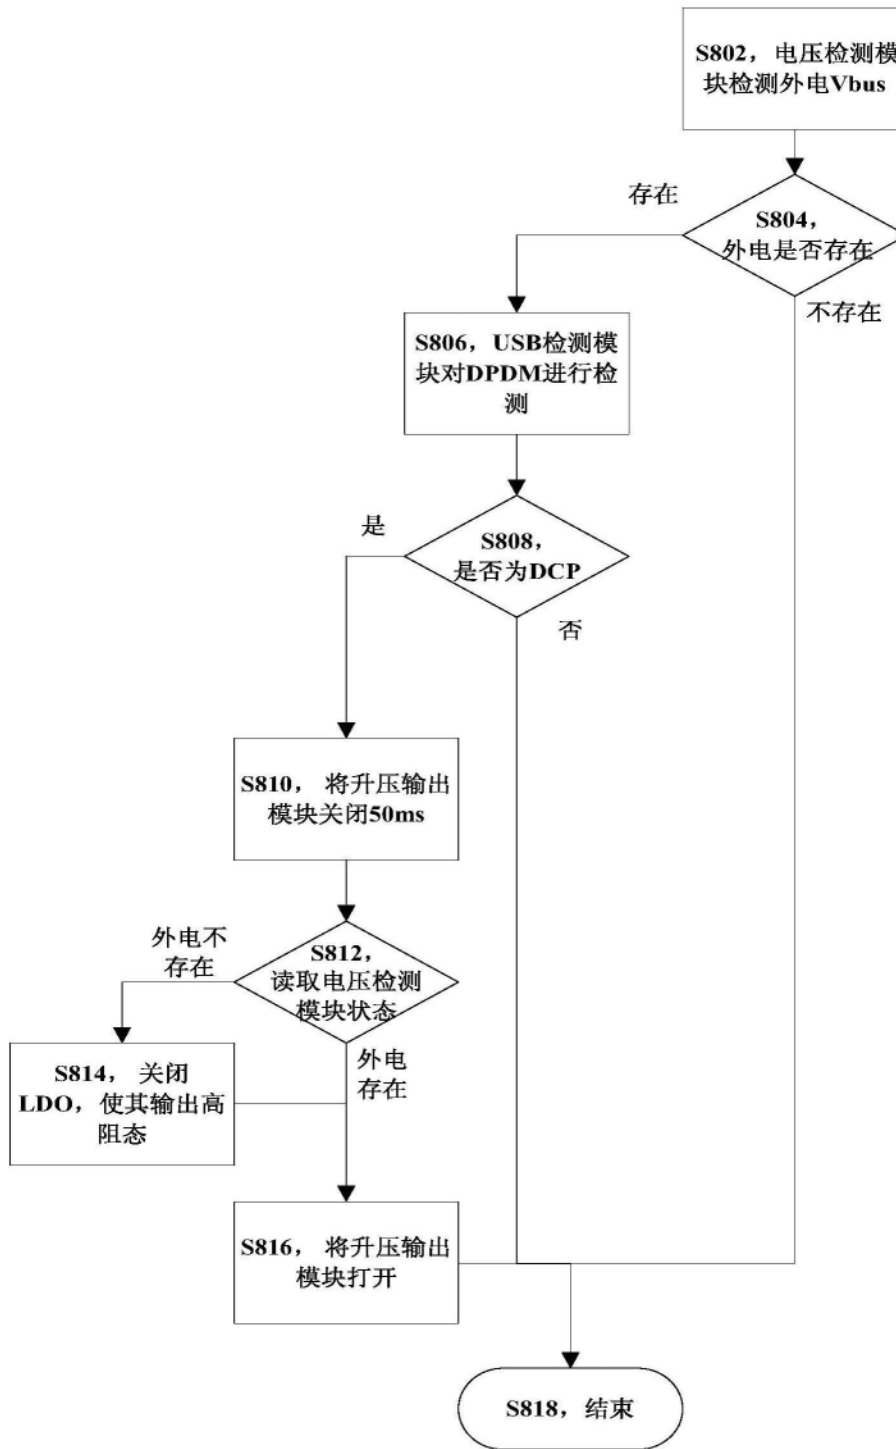 S802，电压检测模
块检测外电Vbus
存在
S804，
外电是否存在
不存在
S806，USB检测模
块对DPDM进行检
测
是
S808，
是否为DCP
否
S810， 将升压输出
模块关闭50ms
外电不
存在
S812，
读取电压检测
模块状态
外电
存在
S814， 关闭
LDO，使其输出高
阻态
S816， 将升压输出
模块打开
S818，结束